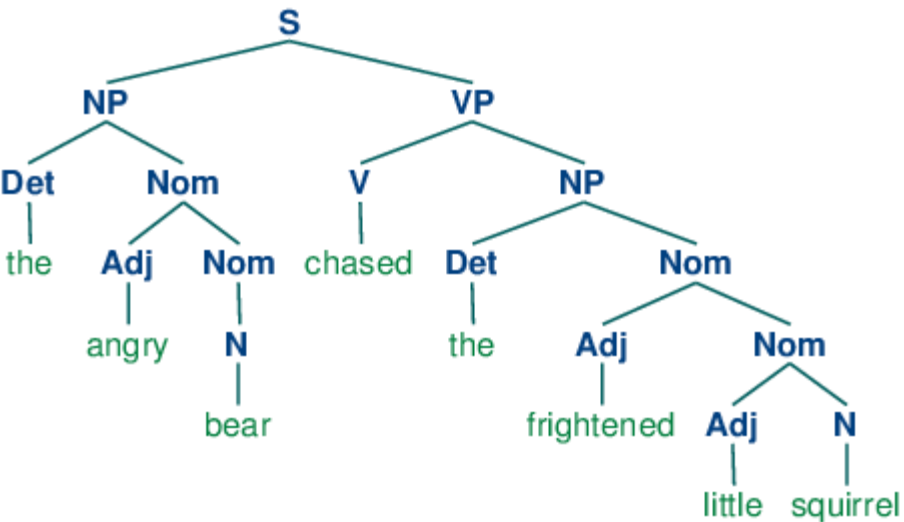 S
NP VP
Det Nom V NP
the Adj Nom chased Det Nom
angry N the Adj Nom
bear frightened Adj N
little squirrel